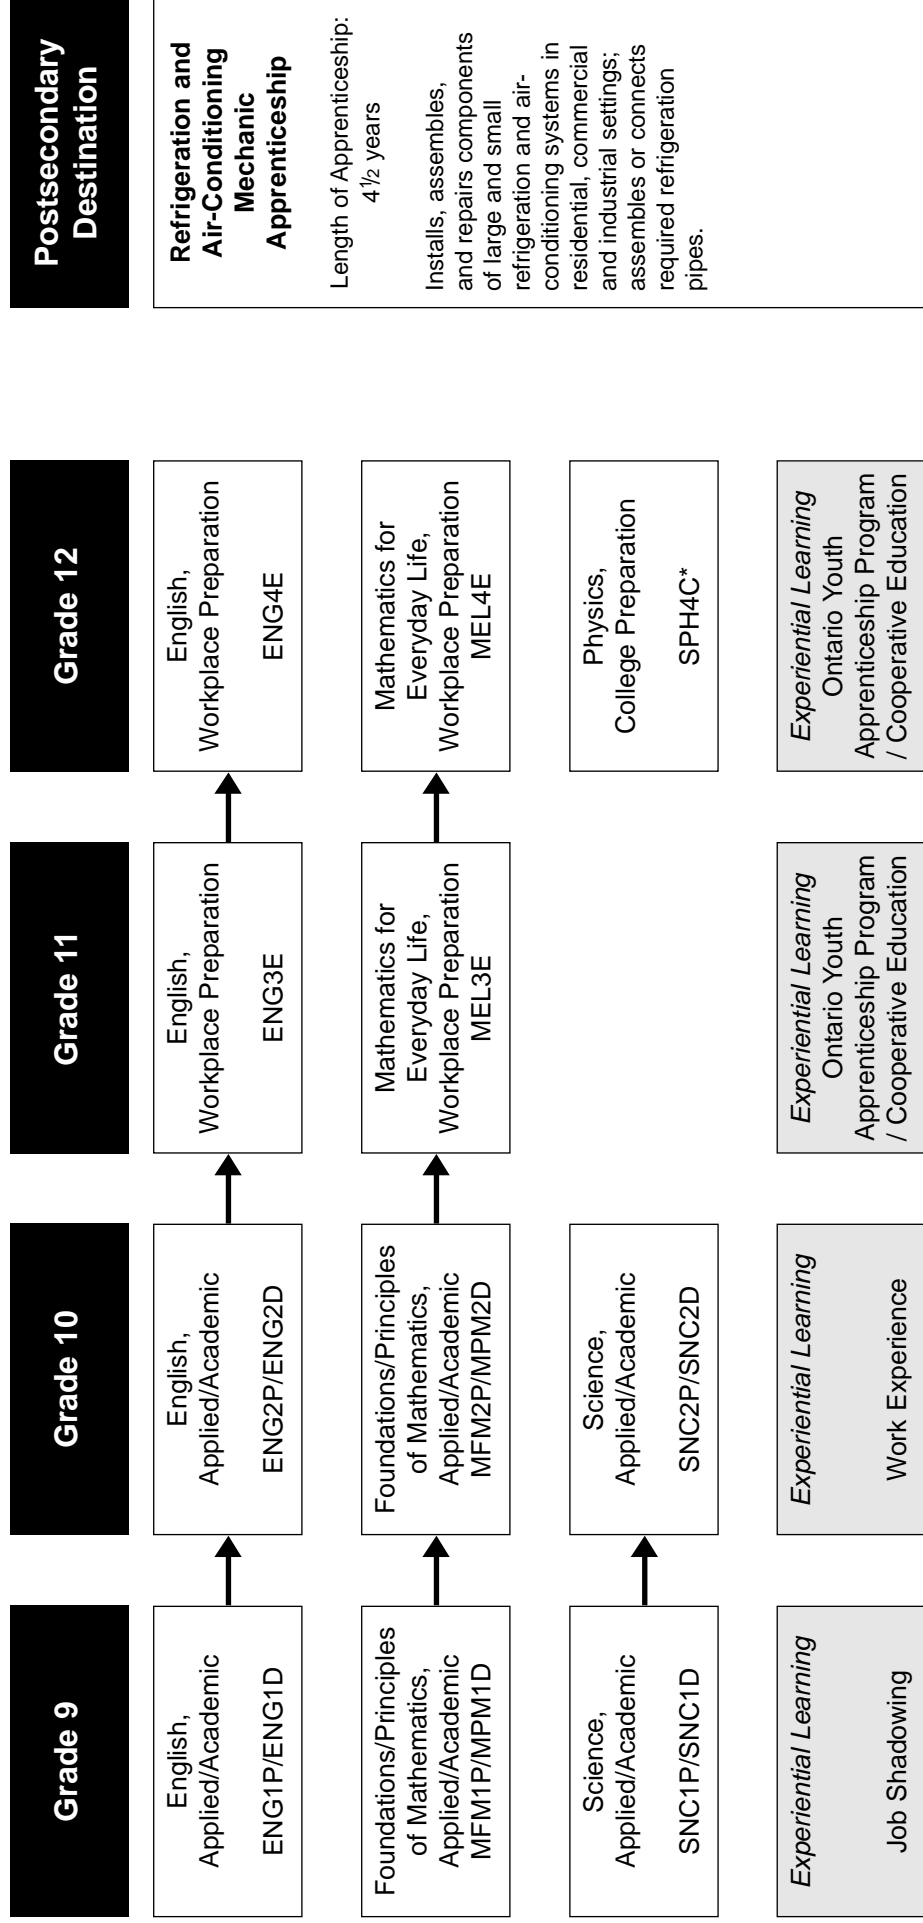 Grade 9
Grade 10
Grade 11
Grade 12
Postsecondary
Destination
English,
Applied/Academic
ENG1P/ENG1D
English,
Applied/Academic
ENG2P/ENG2D
English,
Workplace Preparation
ENG3E
English,
Workplace Preparation
ENG4E
Refrigeration and
Air-Conditioning
Mechanic
Apprenticeship
Length of Apprenticeship:
4½ years
Installs, assembles,
and repairs components
of large and small
refrigeration and air-
conditioning systems in
residential, commercial
and industrial settings;
assembles or connects
required refrigeration
pipes.
Foundations/Principles
of Mathematics,
Applied/Academic
MFM1P/MPM1D
Foundations/Principles
of Mathematics,
Applied/Academic
MFM2P/MPM2D
Mathematics for
Everyday Life,
Workplace Preparation
MEL3E
Mathematics for
Everyday Life,
Workplace Preparation
MEL4E
Science,
Applied/Academic
SNC1P/SNC1D
Science,
Applied/Academic
SNC2P/SNC2D
Physics,
College Preparation
SPH4C*
Experiential Learning
Job Shadowing
Experiential Learning
Work Experience
Experiential Learning
Ontario Youth
Apprenticeship Program
/ Cooperative Education
Experiential Learning
Ontario Youth
Apprenticeship Program
/ Cooperative Education